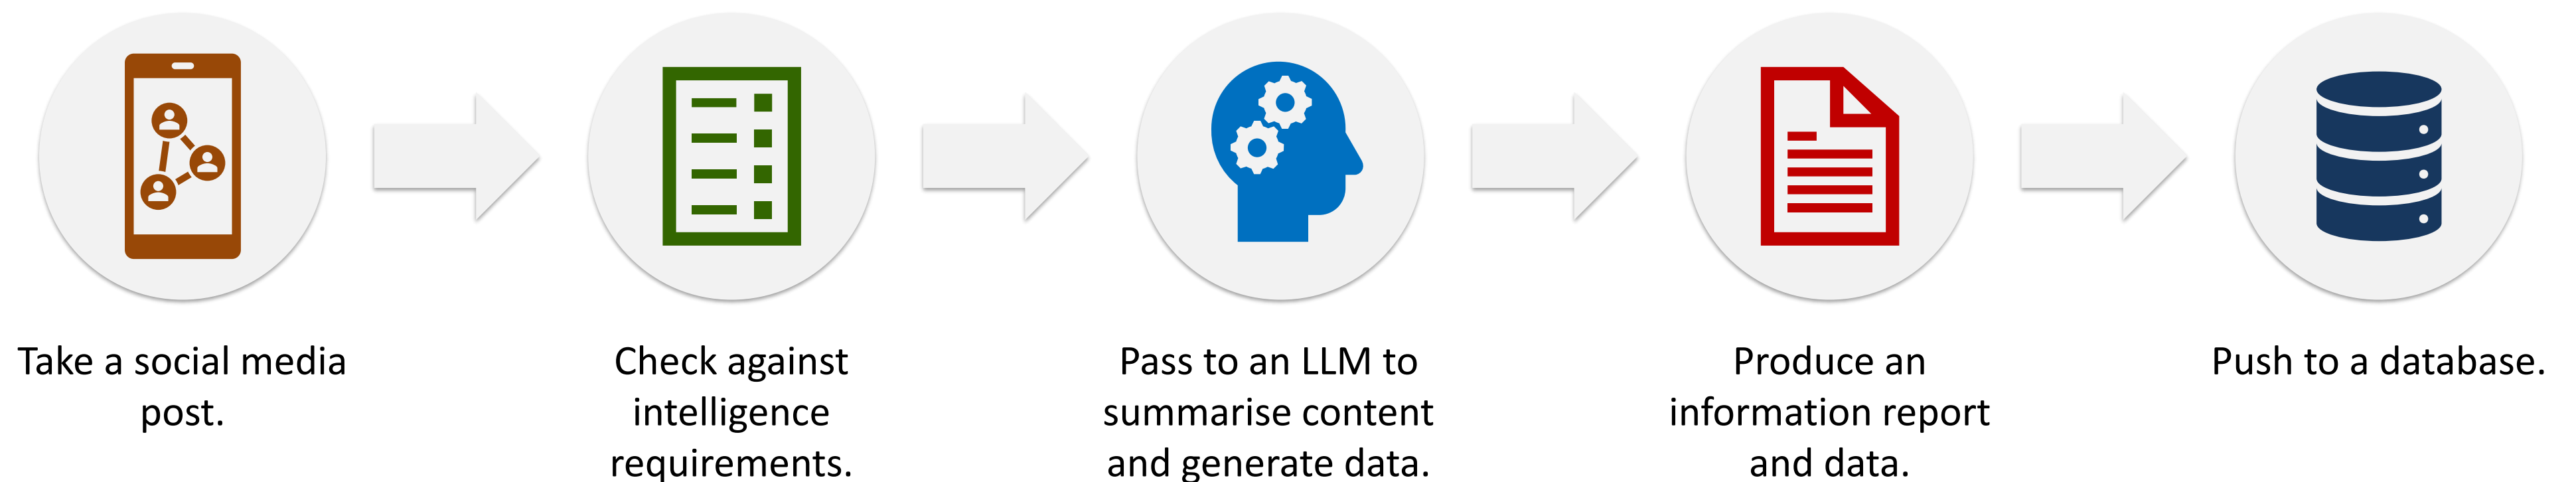 Take a social media
post.
Check against
intelligence
requirements.
Pass to an LLM to
summarise content
and generate data.
Produce an
information report
and data.
Push to a database.